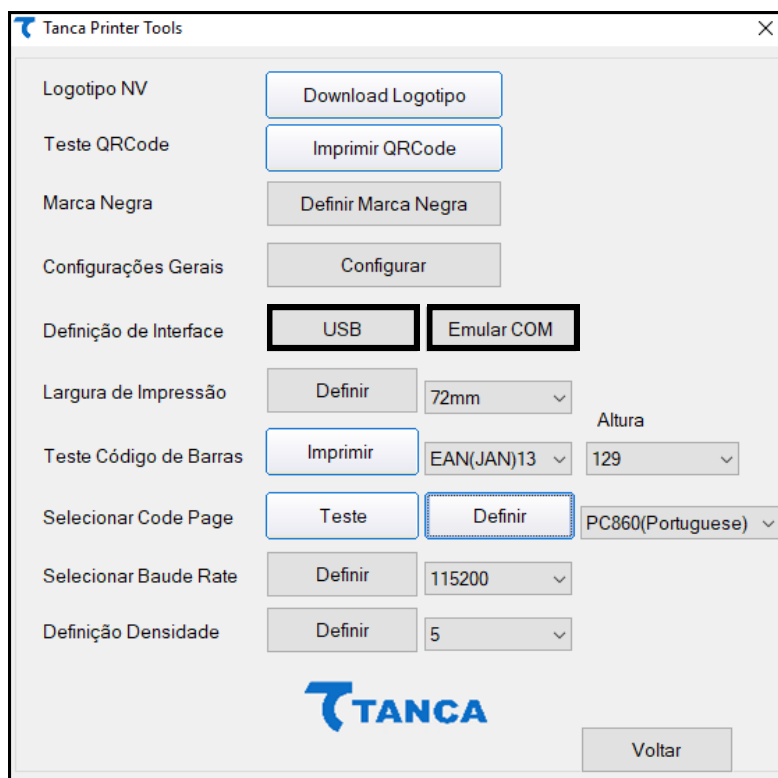 Tanca Printer Tools
Logotipo NV Download Logotipo
Teste QRCode Imprimir QRCode
Marca Negra Definir Marca Negra
Configurações Gerais Configurar
Definição de Interface USB Emular COM
Largura de Impressão Definir 72mm
Altura
Teste Código de Barras Imprimir EAN(JAN)13 129
Selecionar Code Page Teste Definir PC860(Portuguese)
Selecionar Baude Rate Definir 115200
Definição Densidade Definir 5
TANCA
Voltar